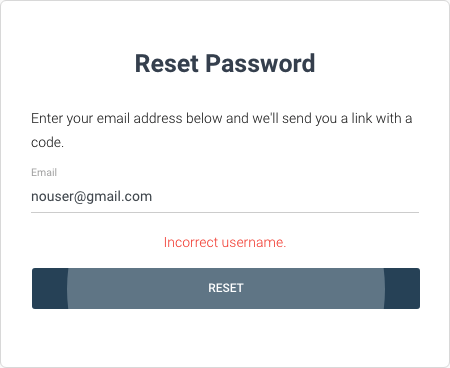 Reset Password
Enter your email address below and we'll send you a link with a
code.
Email
nouser@gmail.com
Incorrect username.
RESET